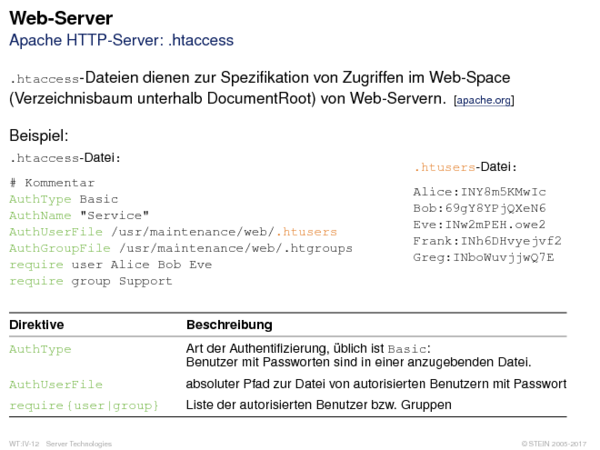 Web-Server
Apache HTTP-Server: .htaccess
.htaccess-Dateien dienen zur Spezifikation von Zugriffen im Web-Space
(Verzeichnisbaum unterhalb DocumentRoot) von Web-Servern. [apache.org]
Beispiel:
.htaccess-Datei:
# Kommentar
AuthType Basic
AuthName "Service"
AuthUserFile /usr/maintenance/web/.htusers
AuthGroupFile /usr/maintenance/web/.htgroups
require user Alice Bob Eve
require group Support
.htusers-Datei:
Alice:INY8m5KMwIc
Bob:69gY8YPjQXeN6
Eve:INw2mPEH.owe2
Frank:INh6DHvyejvf2
Greg:INboWuvjjwQ7E
Direktive Beschreibung
AuthType Art der Authentifizierung, üblich ist Basic:
Benutzer mit Passworten sind in einer anzugebenden Datei.
AuthUserFile absoluter Pfad zur Datei von autorisierten Benutzern mit Passwort
require{user|group} Liste der autorisierten Benutzer bzw. Gruppen
WT:IV-12 Server Technologies © STEIN 2005-2017